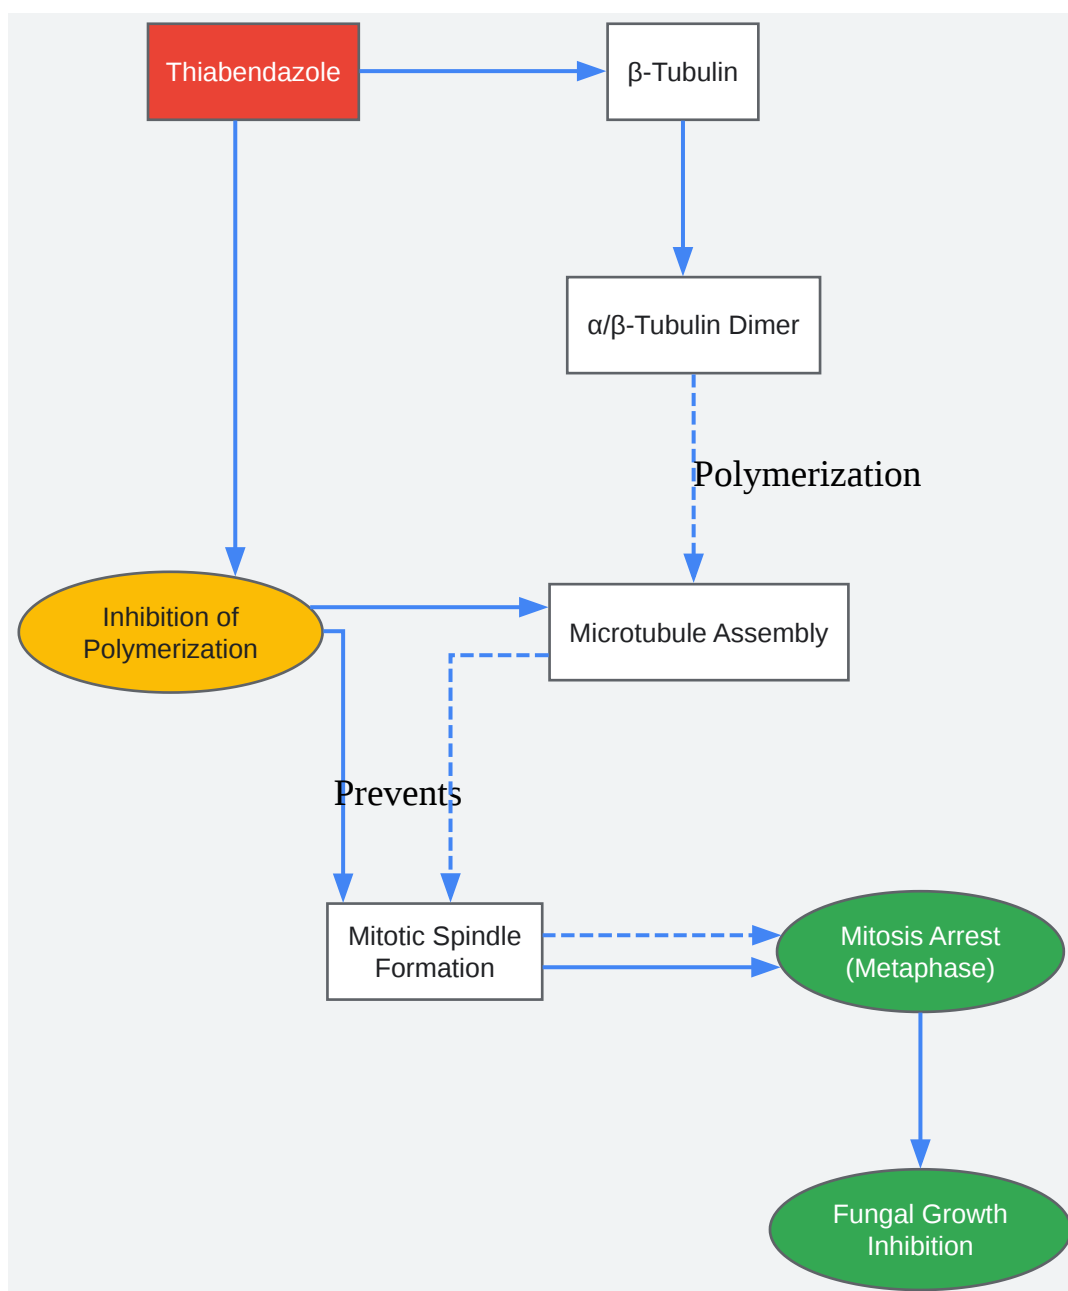 Thiabendazole
β-Tubulin
α/β-Tubulin Dimer
Polymerization
Inhibition of
Polymerization
Microtubule Assembly
Prevents
Mitotic Spindle
Formation
Mitosis Arrest
(Metaphase)
Fungal Growth
Inhibition